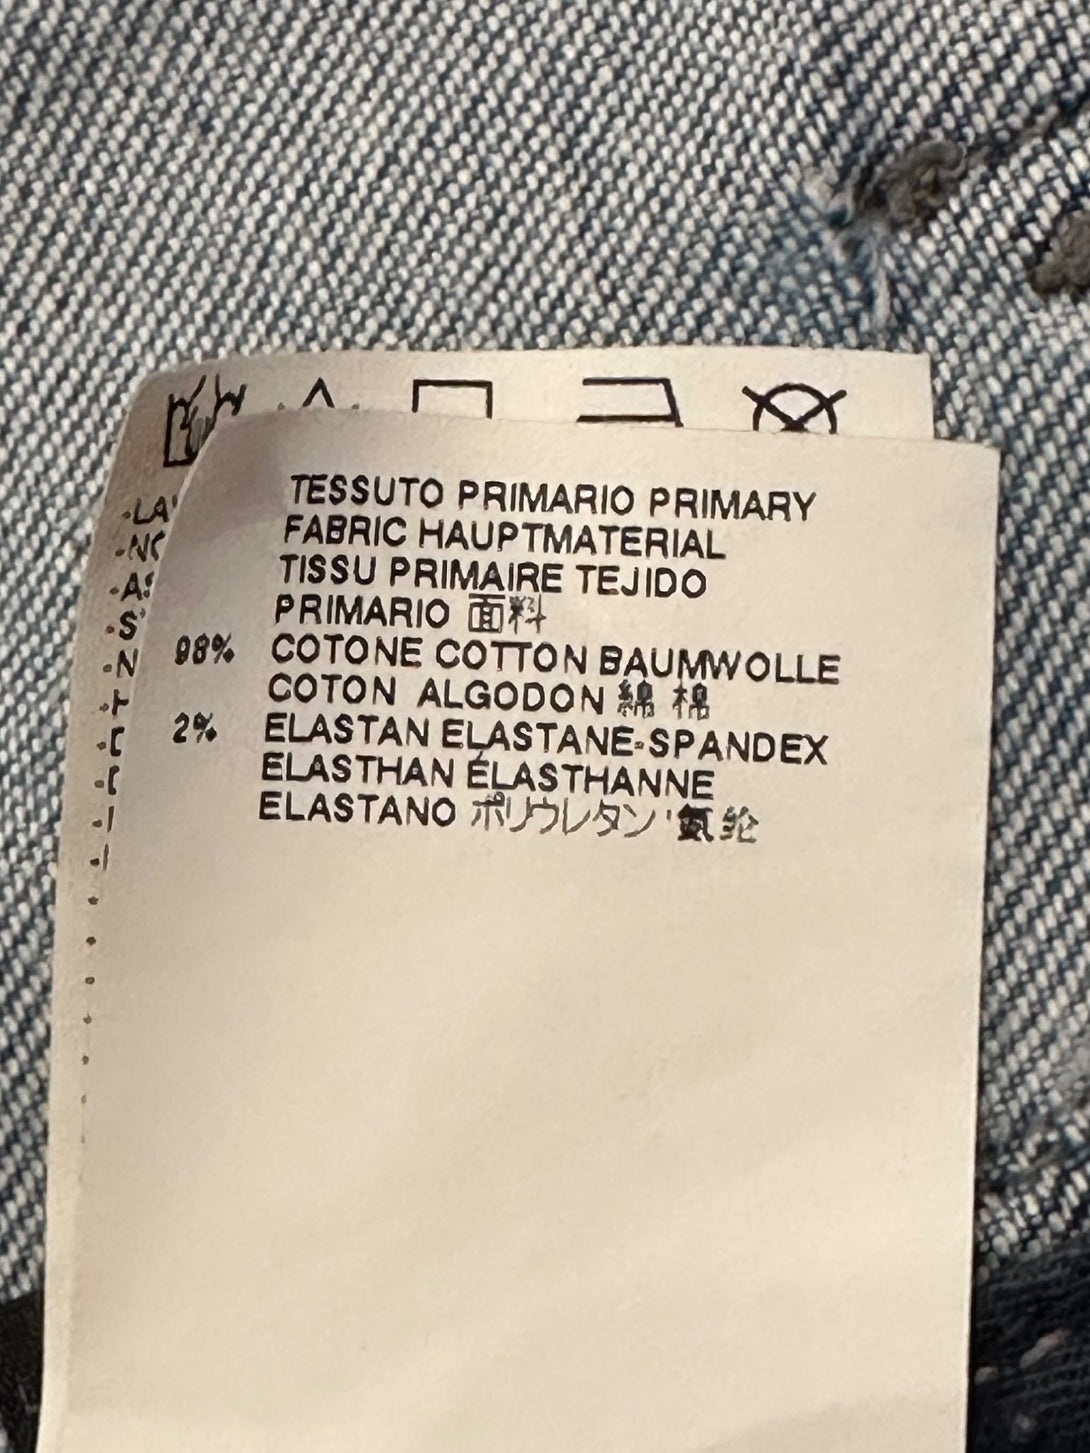 TESSUTO PRIMARIO PRIMARY
FABRIC HAUPTMATERIAL
TISSU PRIMAIRE TEJIDO
PRIMARIO 面料
98% COTONE COTTON BAUMWOLLE
COTON ALGODON 綿 棉
2% ELASTAN ELASTANE-SPANDEX
ELASTHAN ÉLASTHANNE
ELASTANO ポリウレタン 氨纶